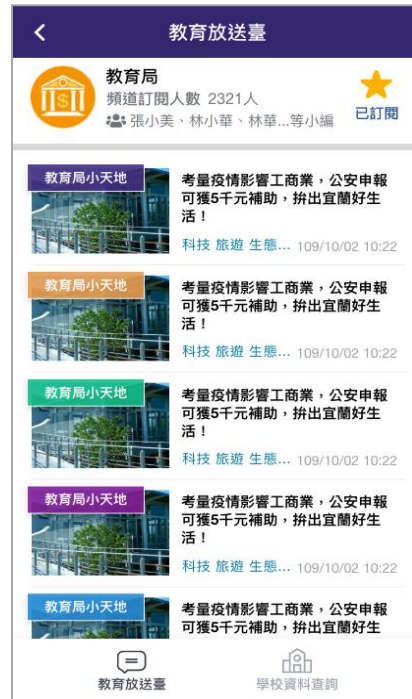 教育放送臺
教育局
頻道訂閱人數 2321人
張小美、林小華、林華...等小編
已訂閱
教育局小天地
考量疫情影響工商業，公安申報
可獲5千元補助，拚出宜蘭好生
活！
科技 旅遊 生態... 109/10/02 10:22
教育局小天地
考量疫情影響工商業，公安申報
可獲5千元補助，拚出宜蘭好生
活！
科技 旅遊 生態... 109/10/02 10:22
教育局小天地
考量疫情影響工商業，公安申報
可獲5千元補助，拚出宜蘭好生
活！
科技 旅遊 生態... 109/10/02 10:22
教育局小天地
考量疫情影響工商業，公安申報
可獲5千元補助，拚出宜蘭好生
活！
科技 旅遊 生態... 109/10/02 10:22
教育局小天地
考量疫情影響工商業，公安申報
可獲5千元補助，拚出宜蘭好生
教育放送臺
學校資料查詢